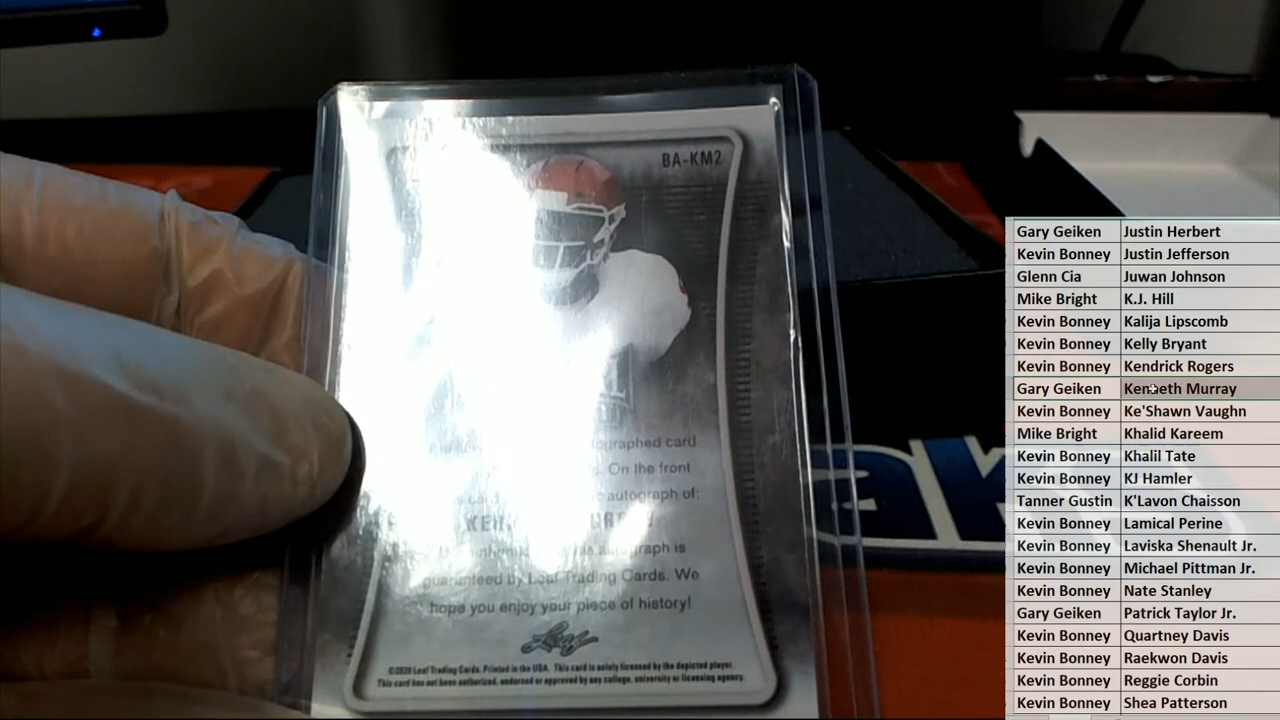 BA-KM2
autographed card
On the front
autograph of:
autograph is
guaranteed by Leaf Trading Cards. We
hope you enjoy your piece of history!
Leaf
©2020 Leaf Trading Cards. Printed in the USA. This card is solely licensed by the depicted player.
This card has not been authorized, endorsed or approved by any college, university or licensing agency.
Gary Geiken Justin Herbert
Kevin Bonney Justin Jefferson
Glenn Cia Juwan Johnson
Mike Bright K.J. Hill
Kevin Bonney Kalija Lipscomb
Kevin Bonney Kelly Bryant
Kevin Bonney Kendrick Rogers
Gary Geiken Kenneth Murray
Kevin Bonney Ke'Shawn Vaughn
Mike Bright Khalid Kareem
Kevin Bonney Khalil Tate
Kevin Bonney KJ Hamler
Tanner Gustin K'Lavon Chaisson
Kevin Bonney Lamical Perine
Kevin Bonney Laviska Shenault Jr.
Kevin Bonney Michael Pittman Jr.
Kevin Bonney Nate Stanley
Gary Geiken Patrick Taylor Jr.
Kevin Bonney Quartney Davis
Kevin Bonney Raekwon Davis
Kevin Bonney Reggie Corbin
Kevin Bonney Shea Patterson